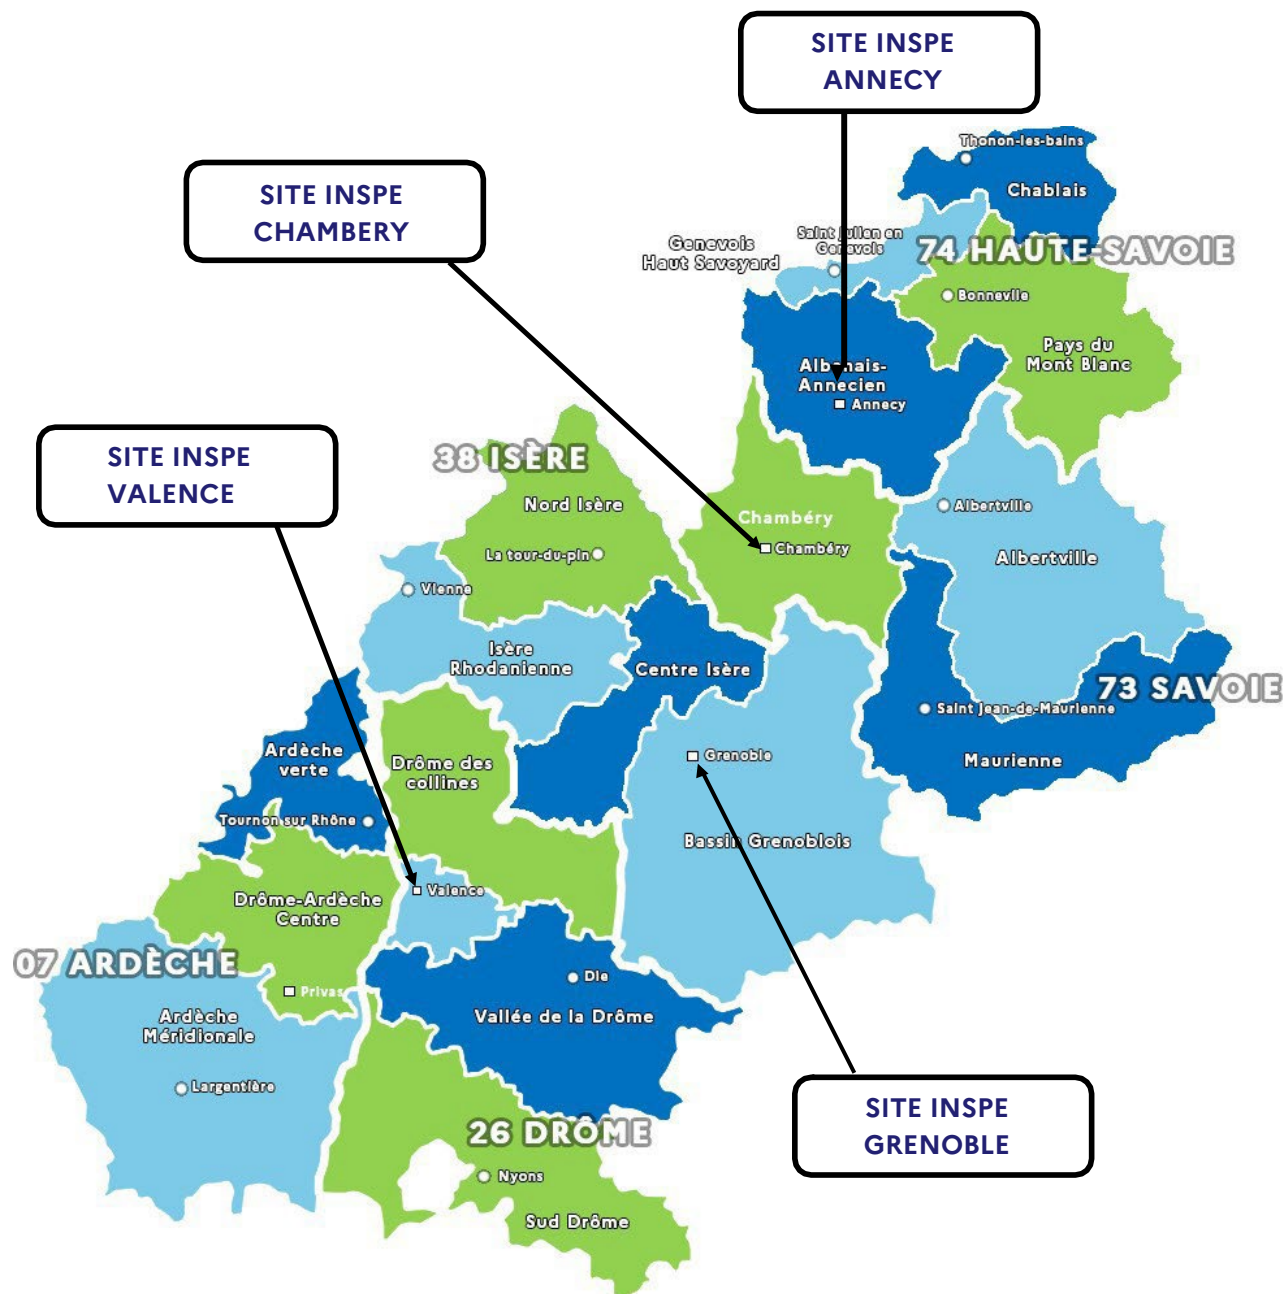 SITE INSPE
ANNECY
Thonon-les-bains
Chablais
SITE INSPE
CHAMBERY
Saint Julien en
Genevois
Genevois
Haut Savoyard
74 HAUTE-SAVOIE
Bonneville
Pays du
Mont Blanc
Albanais-
Annecien
Annecy
SITE INSPE
VALENCE
38 ISÈRE
Nord Isère
La tour-du-pin
Chambéry
Chambéry
Albertville
Albertville
Vienne
Isère
Rhodanienne
Centre Isère
73 SAVOIE
Saint Jean-de-Maurienne
Maurienne
Ardèche
verte
Drôme des
collines
Grenoble
Tournon sur Rhône
Bassin Grenoblois
Valence
Drôme-Ardèche
Centre
07 ARDÈCHE
Privas
Die
Ardèche
Méridionale
Vallée de la Drôme
Largentière
SITE INSPE
GRENOBLE
26 DRÔME
Nyons
Sud Drôme